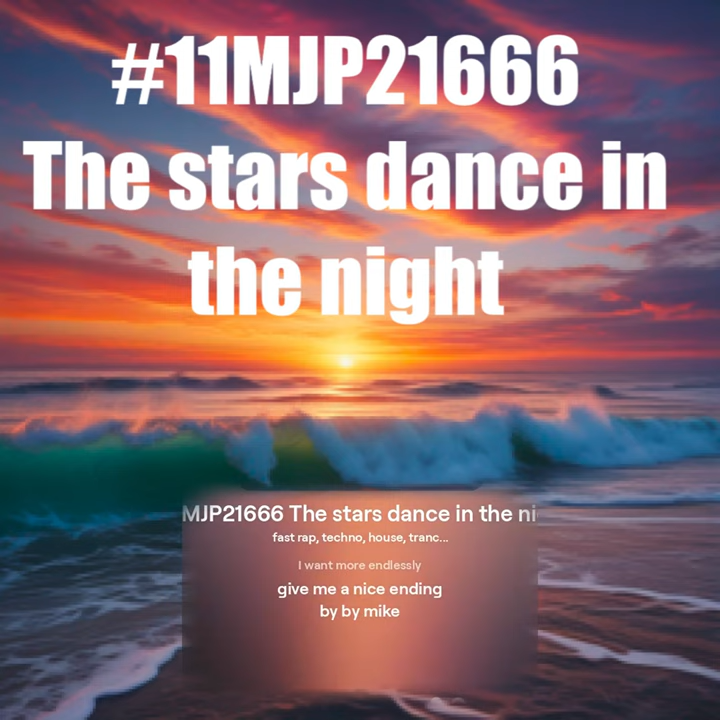 #11MJP21666
The stars dance in
the night
MJP21666 The stars dance in the ni
fast rap, techno, house, tranc...
I want more endlessly
give me a nice ending
by by mike